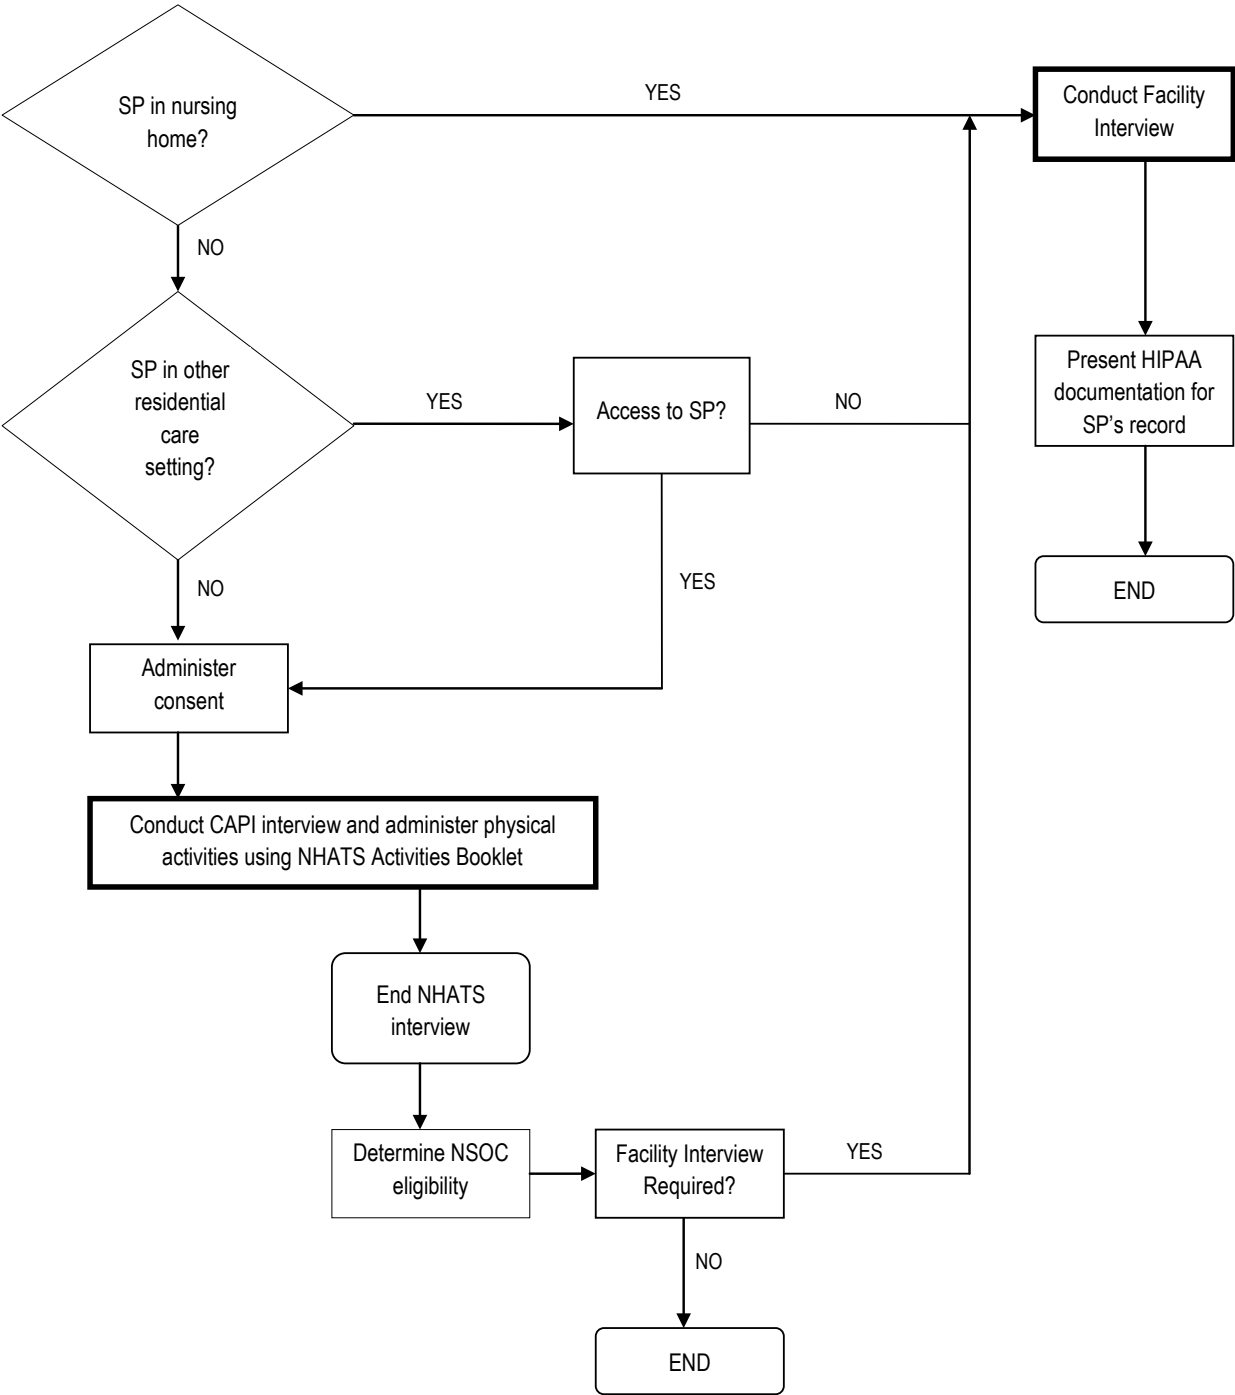 SP in nursing
home?
YES
Conduct Facility
Interview
NO
SP in other
residential
care
setting?
YES
Access to SP?
NO
Present HIPAA
documentation for
SP’s record
YES
END
NO
Administer
consent
Conduct CAPI interview and administer physical
activities using NHATS Activities Booklet
End NHATS
interview
Determine NSOC
eligibility
Facility Interview
Required?
YES
NO
END